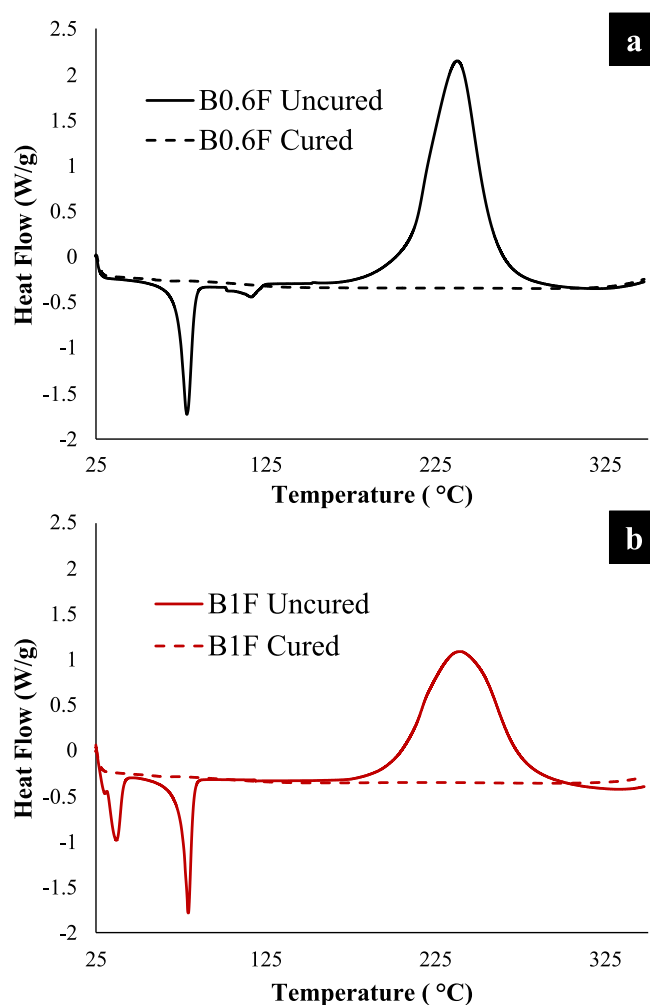 a
2.5
2
1.5
1
0.5
0
-0.5
-1
-1.5
-2
Heat Flow (W/g)
B0.6F Uncured
B0.6F Cured
25 125 225 325
Temperature ( °C)
b
2.5
2
1.5
1
0.5
0
-0.5
-1
-1.5
-2
Heat Flow (W/g)
B1F Uncured
B1F Cured
25 125 225 325
Temperature ( °C)